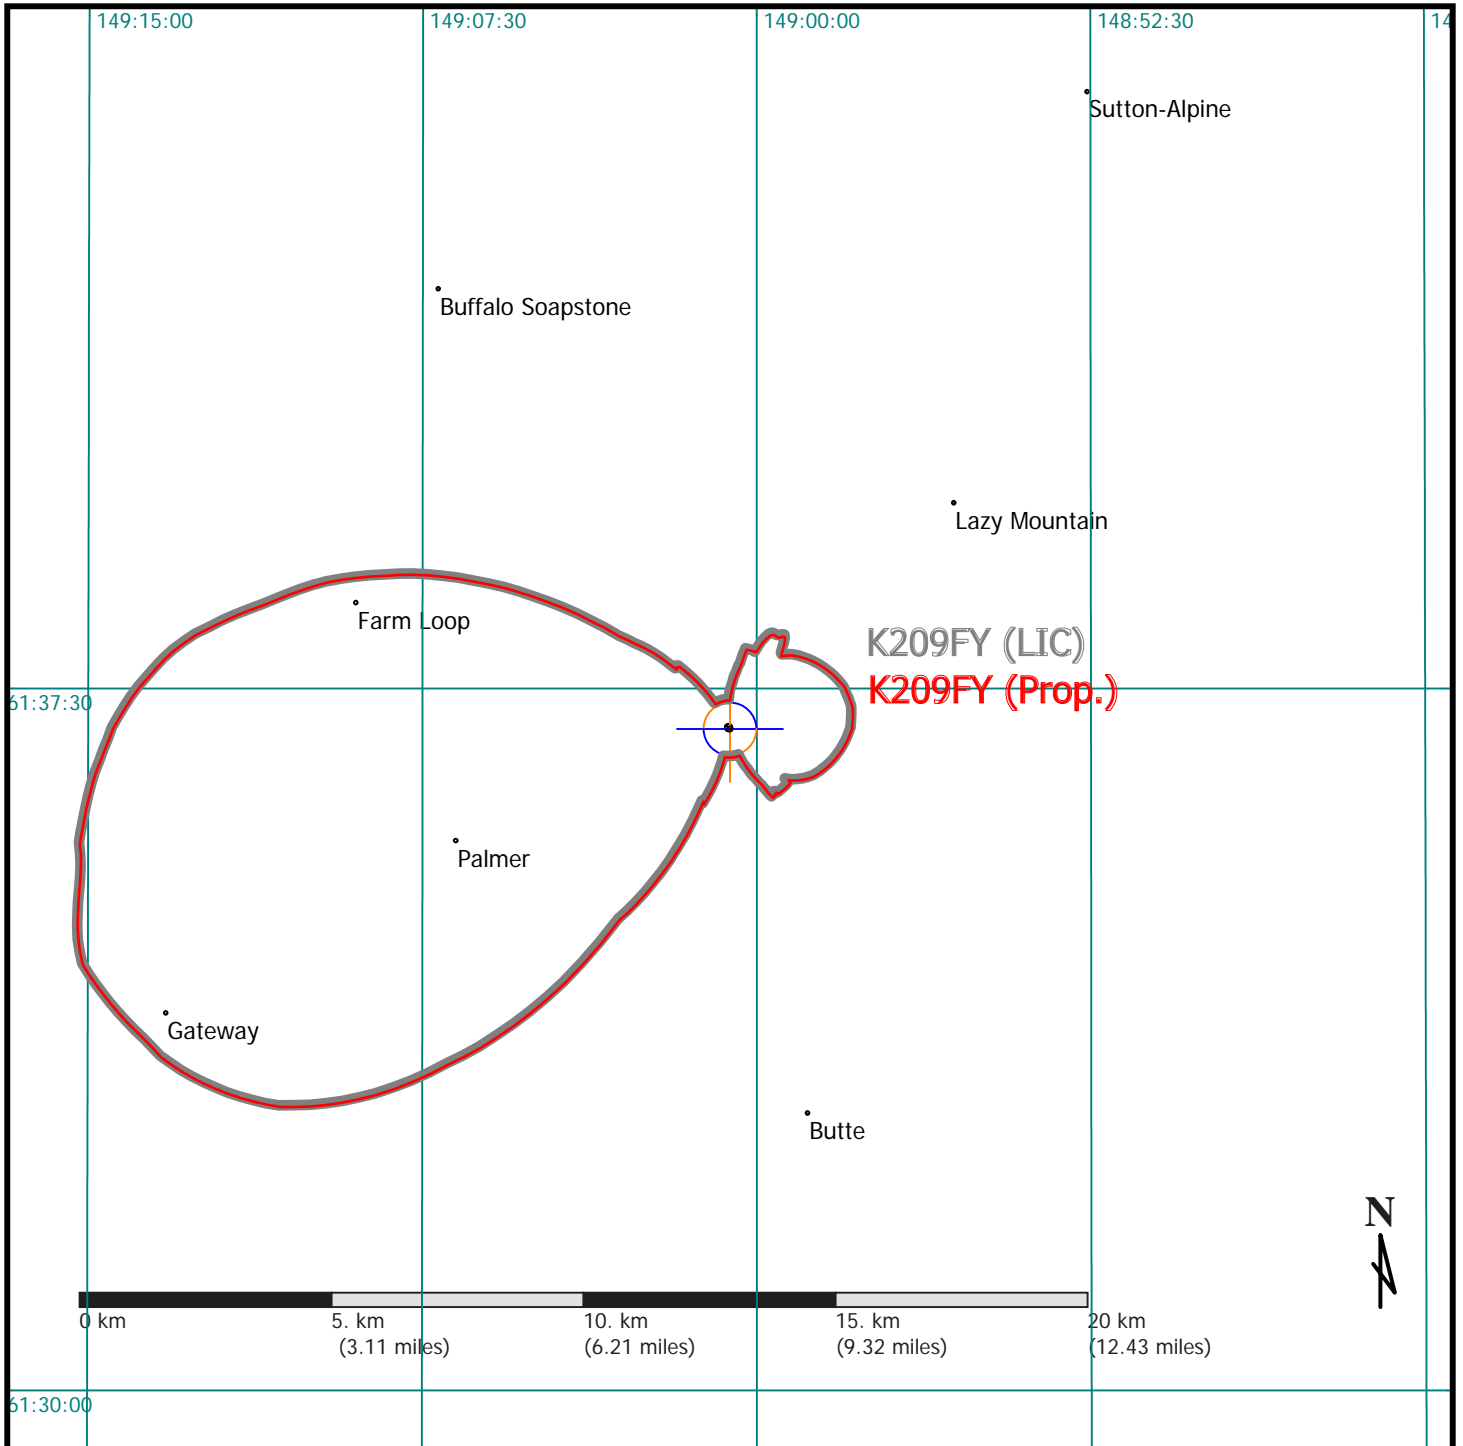 149:15:00
149:07:30
149:00:00
148:52:30
Sutton-Alpine
Buffalo Soapstone
Lazy Mountain
Farm Loop
K209FY (LIC)
K209FY (Prop.)
61:37:30
Palmer
Gateway
Butte
N
0 km
5. km
10. km
15. km
20 km
(3.11 miles)
(6.21 miles)
(9.32 miles)
(12.43 miles)
61:30:00